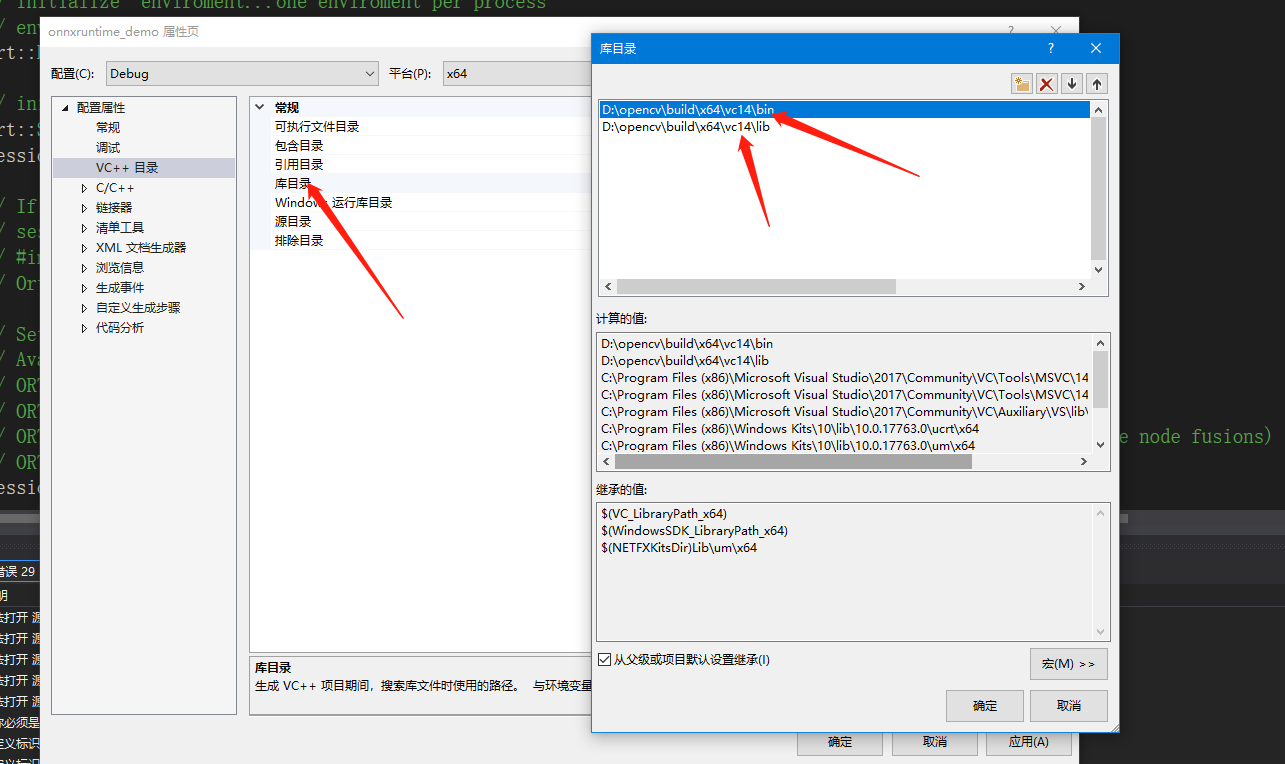 / initialize  enviroment...one enviroment per process
/ en
onnxruntime_demo 属性页
? ×
rt::
库目录
? ×
配置(C):
Debug
平台(P):
x64
配置属性
常规
调试
VC++ 目录
C/C++
链接器
清单工具
XML 文档生成器
浏览信息
生成事件
自定义生成步骤
代码分析
常规
可执行文件目录
包含目录
引用目录
库目录
Windows 运行库目录
源目录
排除目录
D:\opencv\build\x64\vc14\bin
D:\opencv\build\x64\vc14\lib
计算的值:
D:\opencv\build\x64\vc14\bin
D:\opencv\build\x64\vc14\lib
C:\Program Files (x86)\Microsoft Visual Studio\2017\Community\VC\Tools\MSVC\14
C:\Program Files (x86)\Microsoft Visual Studio\2017\Community\VC\Tools\MSVC\14
C:\Program Files (x86)\Microsoft Visual Studio\2017\Community\VC\Auxiliary\VS\lib\
C:\Program Files (x86)\Windows Kits\10\lib\10.0.17763.0\ucrt\x64
C:\Program Files (x86)\Windows Kits\10\lib\10.0.17763.0\um\x64
继承的值:
$(VC_LibraryPath_x64)
$(WindowsSDK_LibraryPath_x64)
$(NETFXKitsDir)Lib\um\x64
从父级或项目默认设置继承(I)
宏(M) >>
确定
取消
库目录
生成 VC++ 项目期间，搜索库文件时使用的路径。 与环境变量
确定
取消
应用(A)
/ in
rt::
essio
/ If
/ se
/ #i
/ Or
/ Se
/ Av
/ OR
/ OR
/ OR
e node fusions)
/ OR
essio
错误 29
明
法打开 源
法打开 源
法打开 源
法打开 源
法打开 源
你必须是
定义标识
定义标识